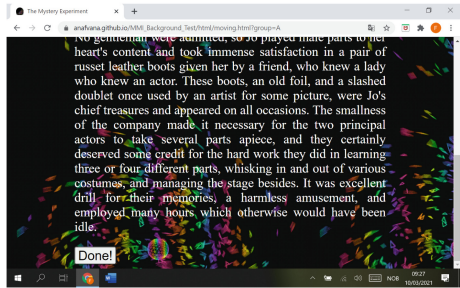 The Mystery Experiment
anafvana.github.io/MMI_Background_Test/html/moving.html?group=A
No gentleman were admitted, so Jo played male parts to her
heart's content and took immense satisfaction in a pair of
russet leather boots given her by a friend, who knew a lady
who knew an actor. These boots, an old foil, and a slashed
doublet once used by an artist for some picture, were Jo's
chief treasures and appeared on all occasions. The smallness
of the company made it necessary for the two principal
actors to take several parts apiece, and they certainly
deserved some credit for the hard work they did in learning
three or four different parts, whisking in and out of various
costumes, and managing the stage besides. It was excellent
drill for their memories, a harmless amusement, and
employed many hours which otherwise would have been
idle.
Done!
NOB
09:27
10/03/2021